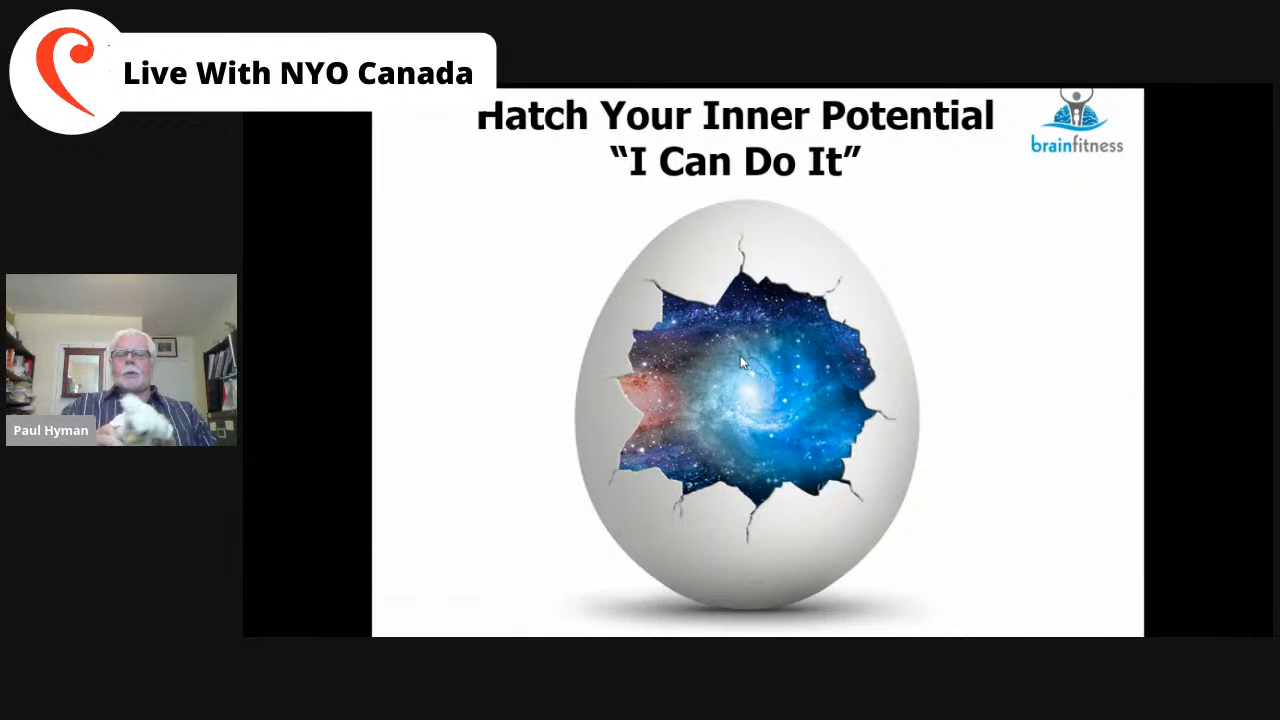 Live With NYO Canada
Hatch Your Inner Potential
“I Can Do It”
brainfitness
Paul Hyman